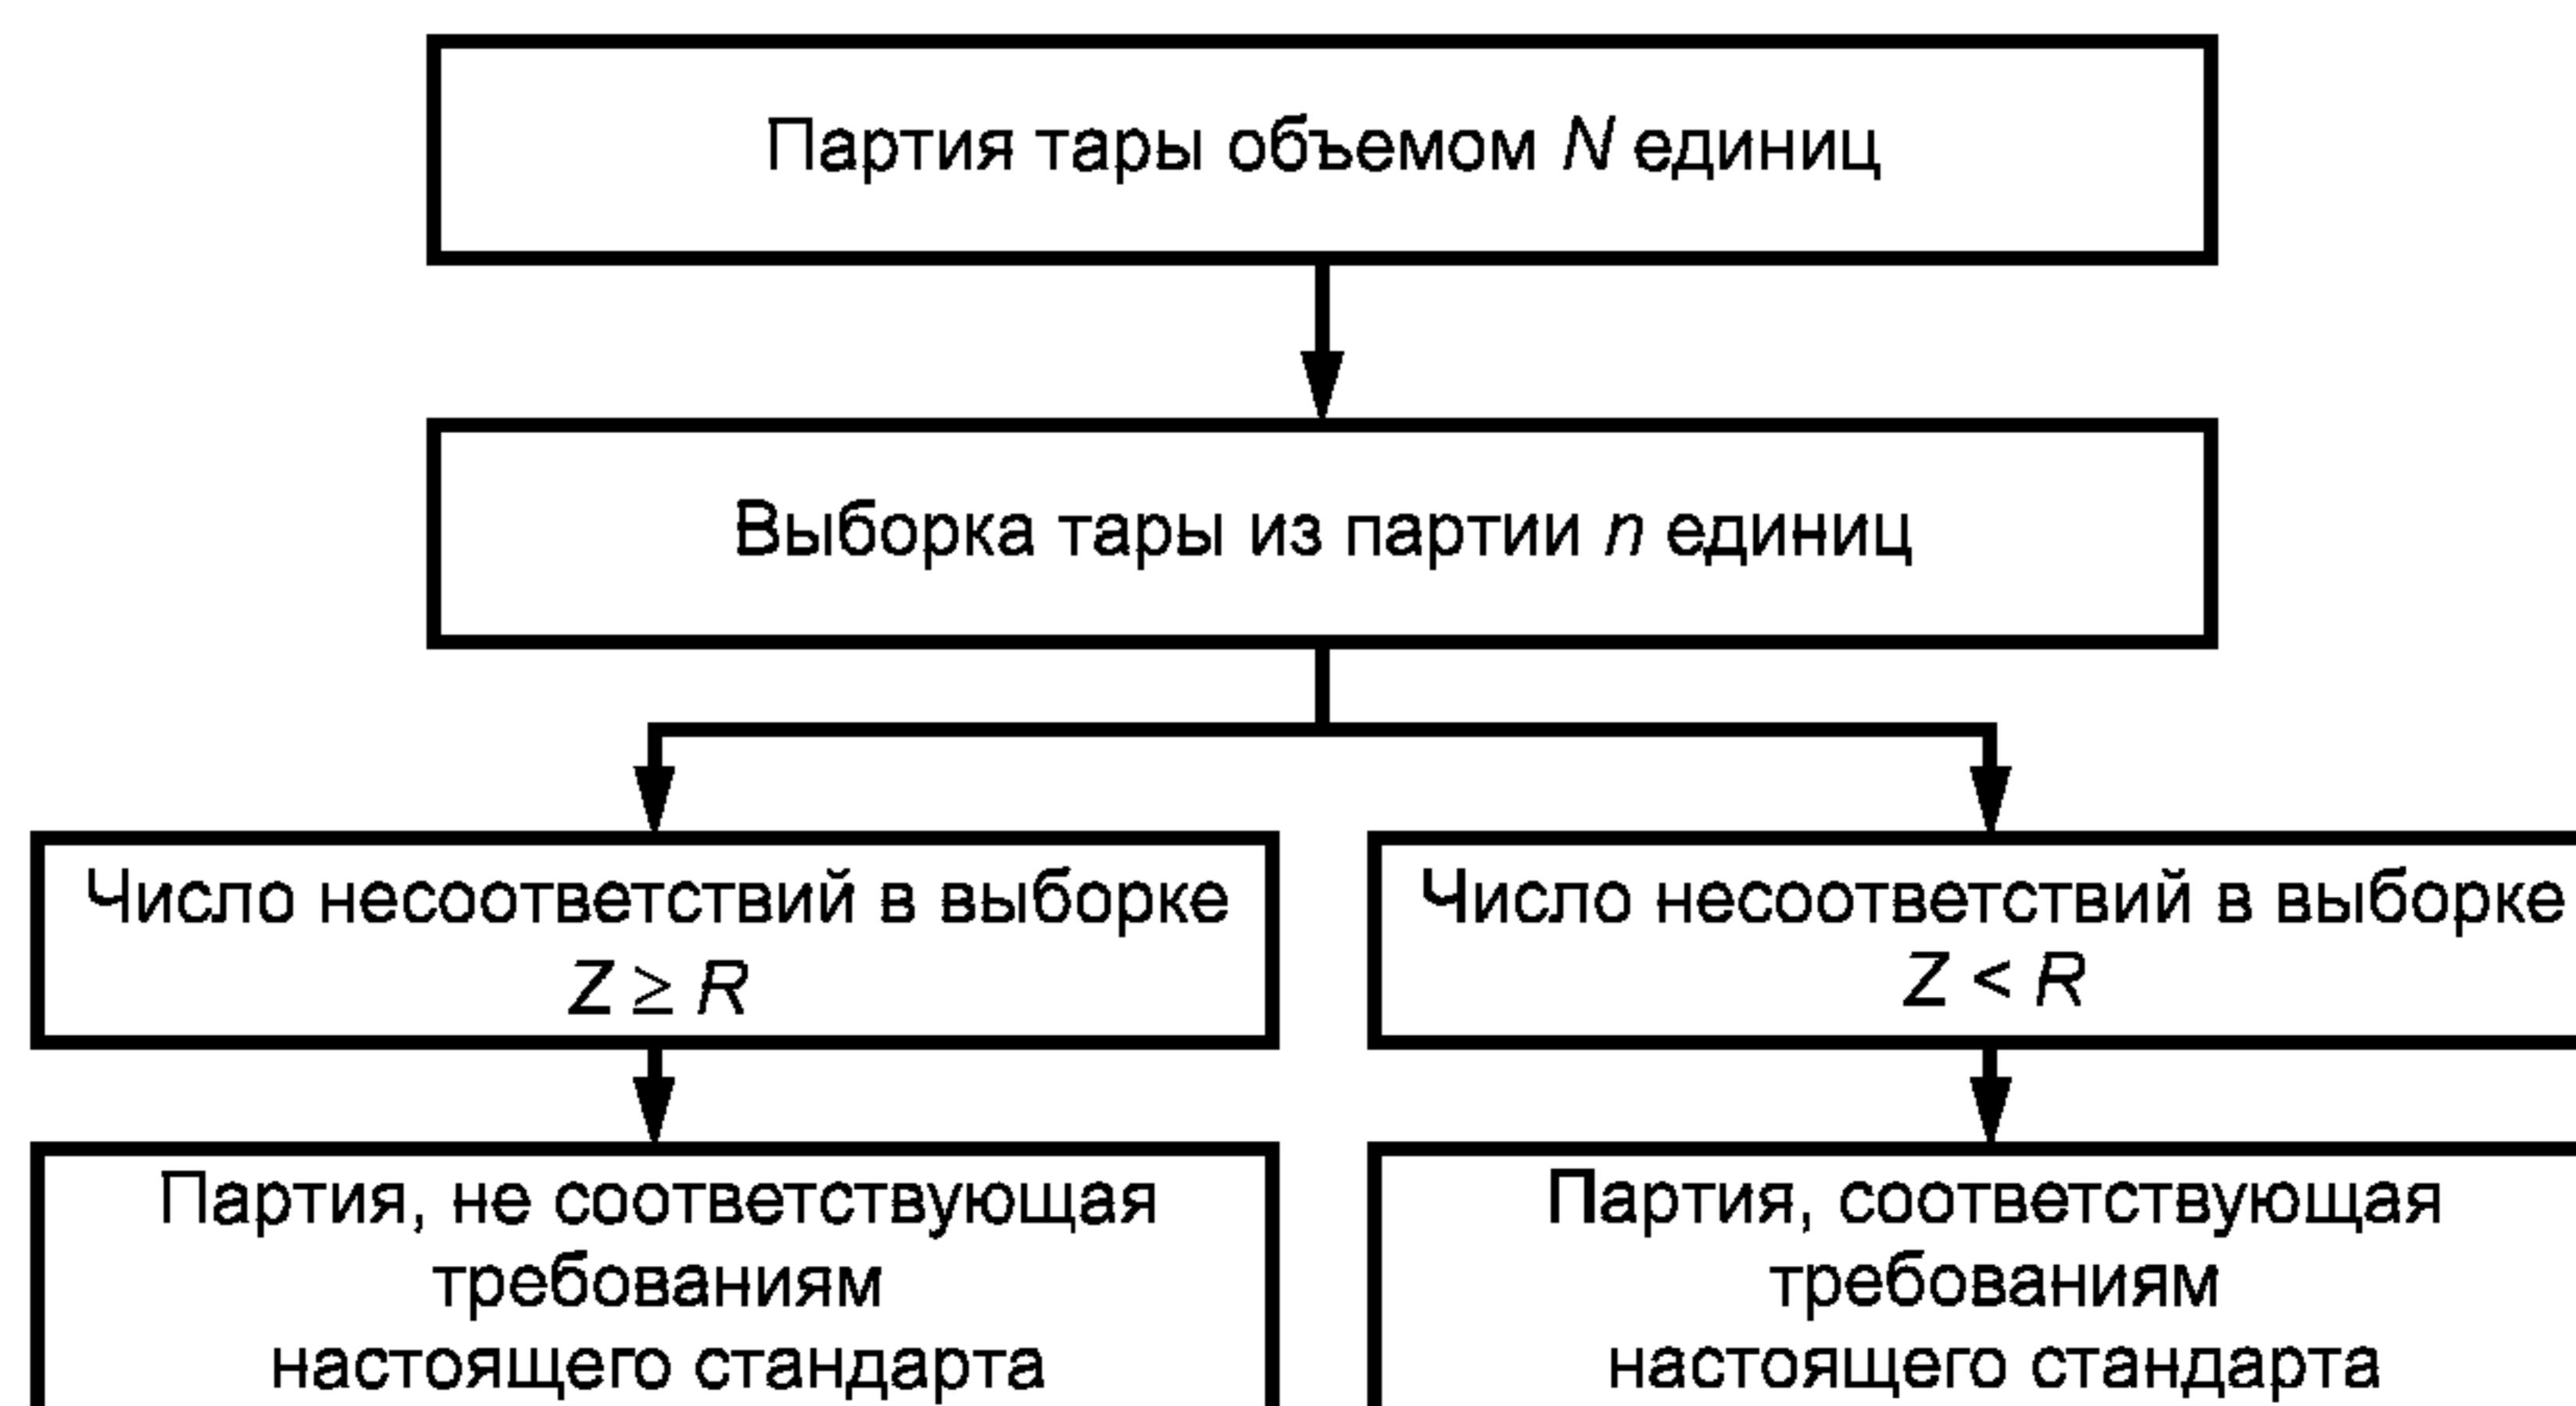 Партия тары объемом N единиц
Выборка тары из партии n единиц
Число несоответствий в выборке
Z ≥ R
Число несоответствий в выборке
Z < R
Партия, не соответствующая
требованиям
настоящего стандарта
Партия, соответствующая
требованиям
настоящего стандарта